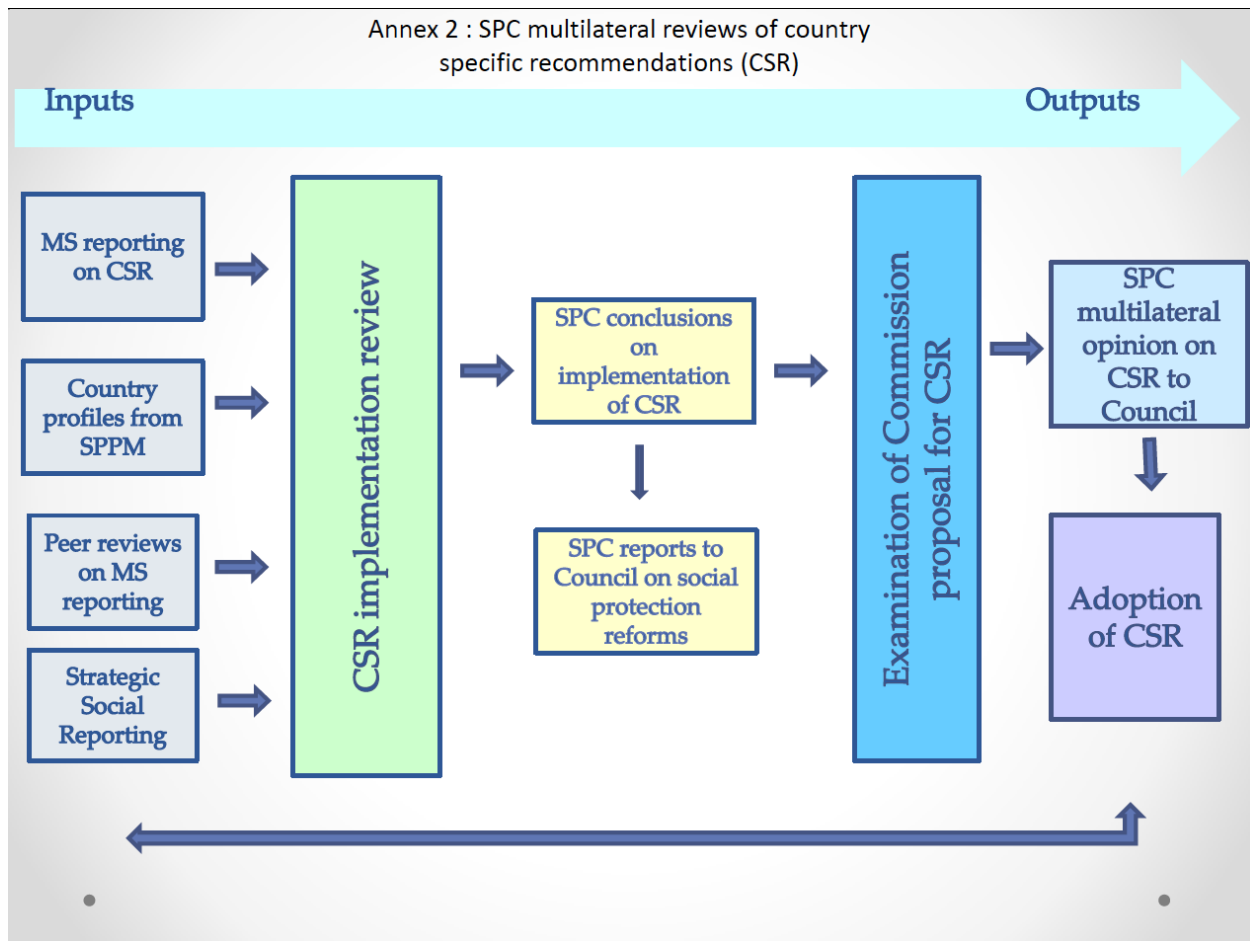 Annex 2 : SPC multilateral reviews of country
specific recommendations (CSR)
Inputs
Outputs
MS reporting
on CSR
Country
profiles from
SPPM
Peer reviews
on MS
reporting
Strategic
Social
Reporting
CSR implementation review
SPC conclusions
on
implementation
of CSR
SPC reports to
Council on social
protection
reforms
Examination of Commission
proposal for CSR
SPC
multilateral
opinion on
CSR to
Council
Adoption
of CSR